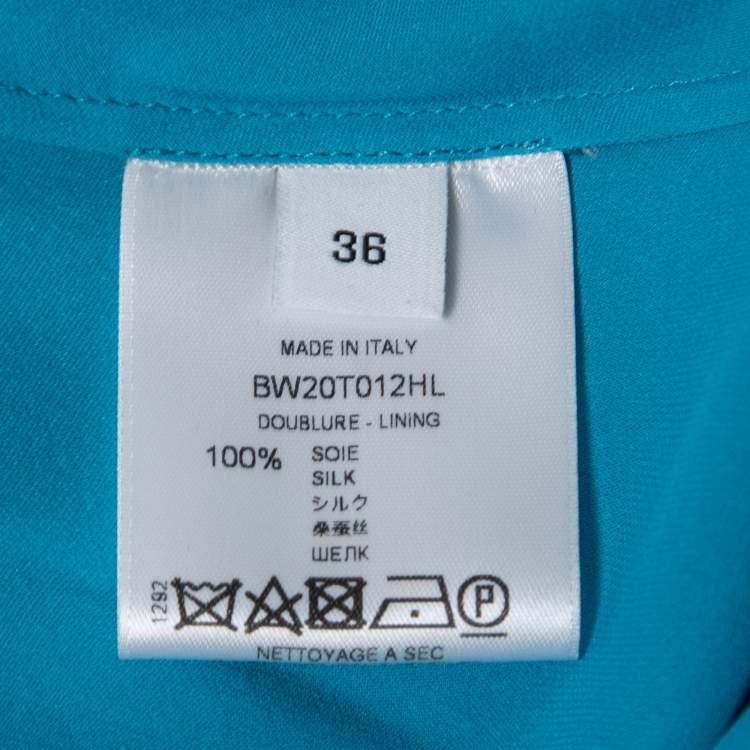 36
MADE IN ITALY
BW20T012HL
DOUBLURE - LINING
100% SOIE
SILK
シルク
桑蚕丝
ШЕЛК
1292
P
NETTOYAGE A SEC